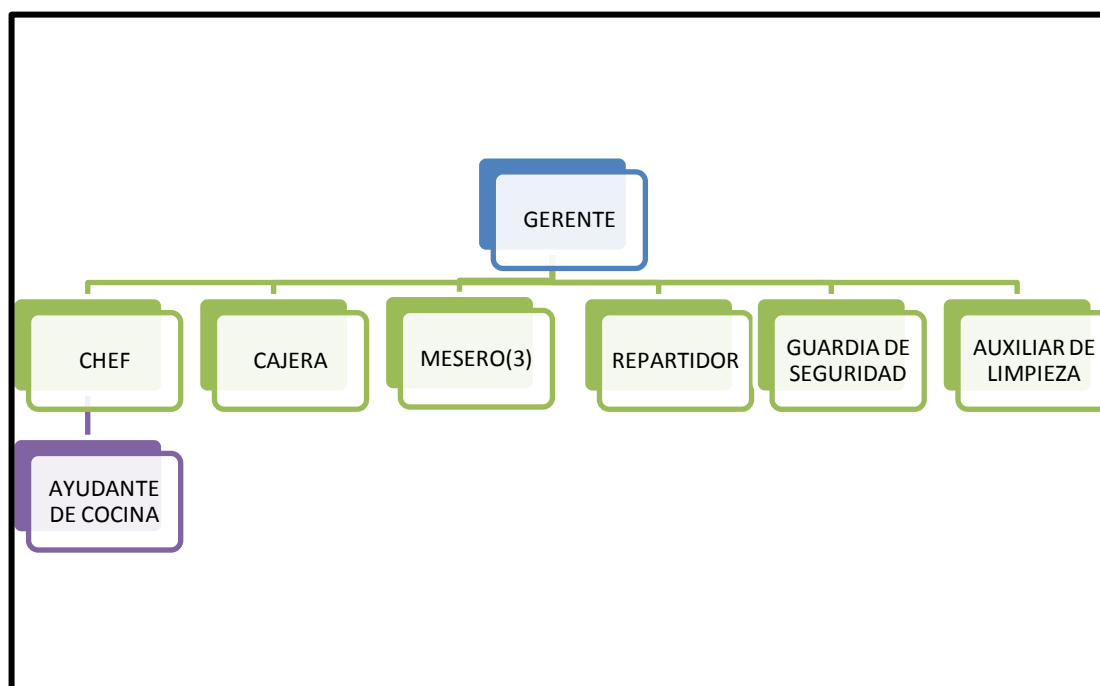 GERENTE
CHEF
CAJERA
MESERO(3)
REPARTIDOR
GUARDIA DE
SEGURIDAD
AUXILIAR DE
LIMPIEZA
AYUDANTE
DE COCINA